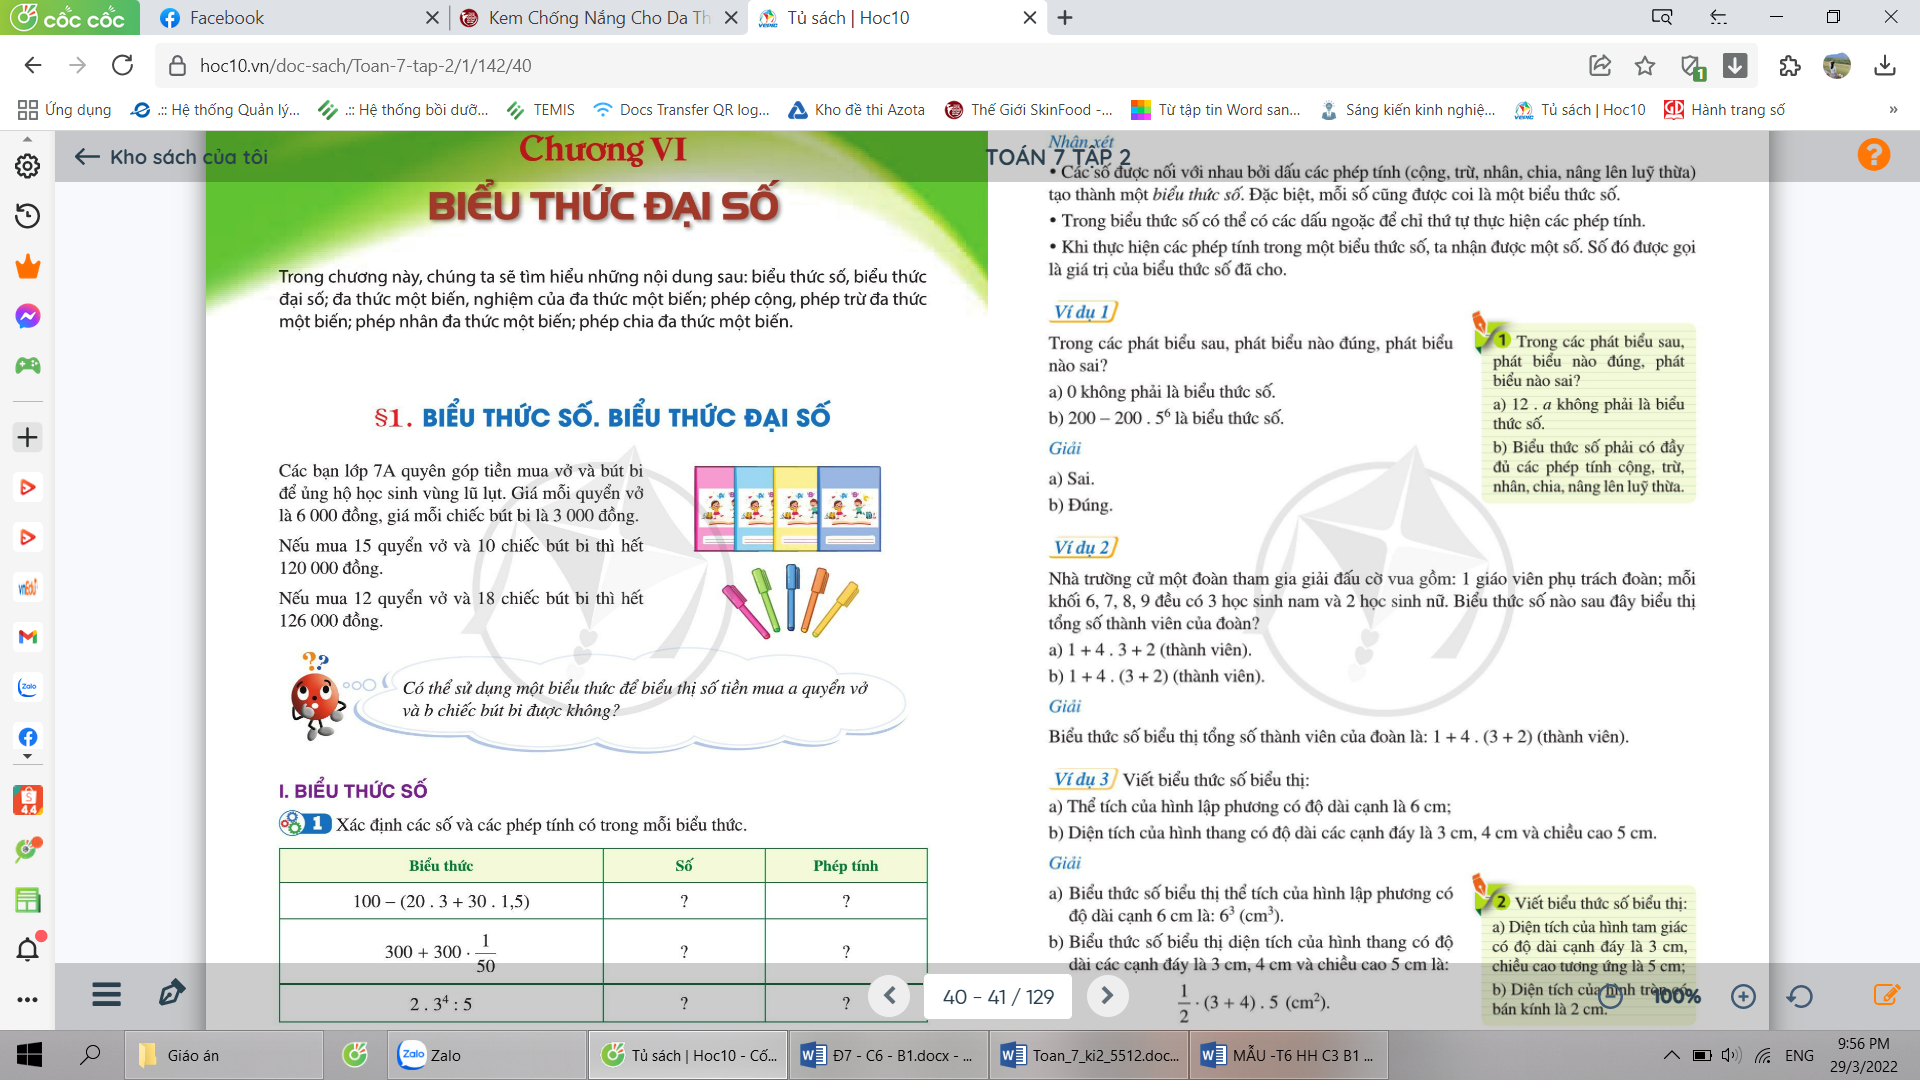 cốc cốc
Facebook
Kem Chống Nắng Cho Da Th
Tủ sách | Hoc10
hoc10.vn/doc-sach/Toan-7-tap-2/1/142/40
1
Ứng dụng
.:: Hệ thống Quản lý...
.:: Hệ thống bồi dưỡ...
TEMIS
Docs Transfer QR log...
Kho đề thi Azota
Thế Giới SkinFood -...
Từ tập tin Word san...
Sáng kiến kinh nghiệ...
Tủ sách | Hoc10
Hành trang số
»
Kho sách của tôi
TOÁN 7 TẬP 2
?
Chương VI
BIỂU THỨC ĐẠI SỐ
Trong chương này, chúng ta sẽ tìm hiểu những nội dung sau: biểu thức số, biểu thức
đại số; đa thức một biến, nghiệm của đa thức một biến; phép cộng, phép trừ đa thức
một biến; phép nhân đa thức một biến; phép chia đa thức một biến.
§1. BIỂU THỨC SỐ. BIỂU THỨC ĐẠI SỐ
Các bạn lớp 7A quyên góp tiền mua vở và bút bi
để ủng hộ học sinh vùng lũ lụt. Giá mỗi quyển vở
là 6 000 đồng, giá mỗi chiếc bút bi là 3 000 đồng.
Nếu mua 15 quyển vở và 10 chiếc bút bi thì hết
120 000 đồng.
Nếu mua 12 quyển vở và 18 chiếc bút bi thì hết
126 000 đồng.
??
Có thể sử dụng một biểu thức để biểu thị số tiền mua a quyển vở
và b chiếc bút bi được không?
I. BIỂU THỨC SỐ
1 Xác định các số và các phép tính có trong mỗi biểu thức.
Biểu thức Số Phép tính
100 – (20 . 3 + 30 . 1,5) ? ?
300 + 300 · 1/50 ? ?
2 . 3⁴ : 5 ? ?
Nhận xét
• Các số được nối với nhau bởi dấu các phép tính (cộng, trừ, nhân, chia, nâng lên luỹ thừa)
tạo thành một biểu thức số. Đặc biệt, mỗi số cũng được coi là một biểu thức số.
• Trong biểu thức số có thể có các dấu ngoặc để chỉ thứ tự thực hiện các phép tính.
• Khi thực hiện các phép tính trong một biểu thức số, ta nhận được một số. Số đó được gọi
là giá trị của biểu thức số đã cho.
Ví dụ 1
Trong các phát biểu sau, phát biểu nào đúng, phát biểu
nào sai?
a) 0 không phải là biểu thức số.
b) 200 – 200 . 5⁶ là biểu thức số.
Giải
a) Sai.
b) Đúng.
1 Trong các phát biểu sau,
phát biểu nào đúng, phát
biểu nào sai?
a) 12 . a không phải là biểu
thức số.
b) Biểu thức số phải có đầy
đủ các phép tính cộng, trừ,
nhân, chia, nâng lên luỹ thừa.
Ví dụ 2
Nhà trường cử một đoàn tham gia giải đấu cờ vua gồm: 1 giáo viên phụ trách đoàn; mỗi
khối 6, 7, 8, 9 đều có 3 học sinh nam và 2 học sinh nữ. Biểu thức số nào sau đây biểu thị
tổng số thành viên của đoàn?
a) 1 + 4 . 3 + 2 (thành viên).
b) 1 + 4 . (3 + 2) (thành viên).
Giải
Biểu thức số biểu thị tổng số thành viên của đoàn là: 1 + 4 . (3 + 2) (thành viên).
Ví dụ 3 Viết biểu thức số biểu thị:
a) Thể tích của hình lập phương có độ dài cạnh là 6 cm;
b) Diện tích của hình thang có độ dài các cạnh đáy là 3 cm, 4 cm và chiều cao 5 cm.
Giải
a) Biểu thức số biểu thị thể tích của hình lập phương có
độ dài cạnh 6 cm là: 6³ (cm³).
b) Biểu thức số biểu thị diện tích của hình thang có độ
dài các cạnh đáy là 3 cm, 4 cm và chiều cao 5 cm là:
1/2 · (3 + 4) . 5 (cm²).
2 Viết biểu thức số biểu thị:
a) Diện tích của hình tam giác
có độ dài cạnh đáy là 3 cm,
chiều cao tương ứng là 5 cm;
b) Diện tích của hình tròn có
bán kính là 2 cm.
40 - 41 / 129
100%
vnEdu
Zalo
4.4
Giáo án
Zalo Zalo
Tủ sách | Hoc10 - Cố...
Đ7 - C6 - B1.docx - ...
Toan_7_ki2_5512.doc...
MẪU -T6 HH C3 B1 ...
ENG
9:56 PM
29/3/2022